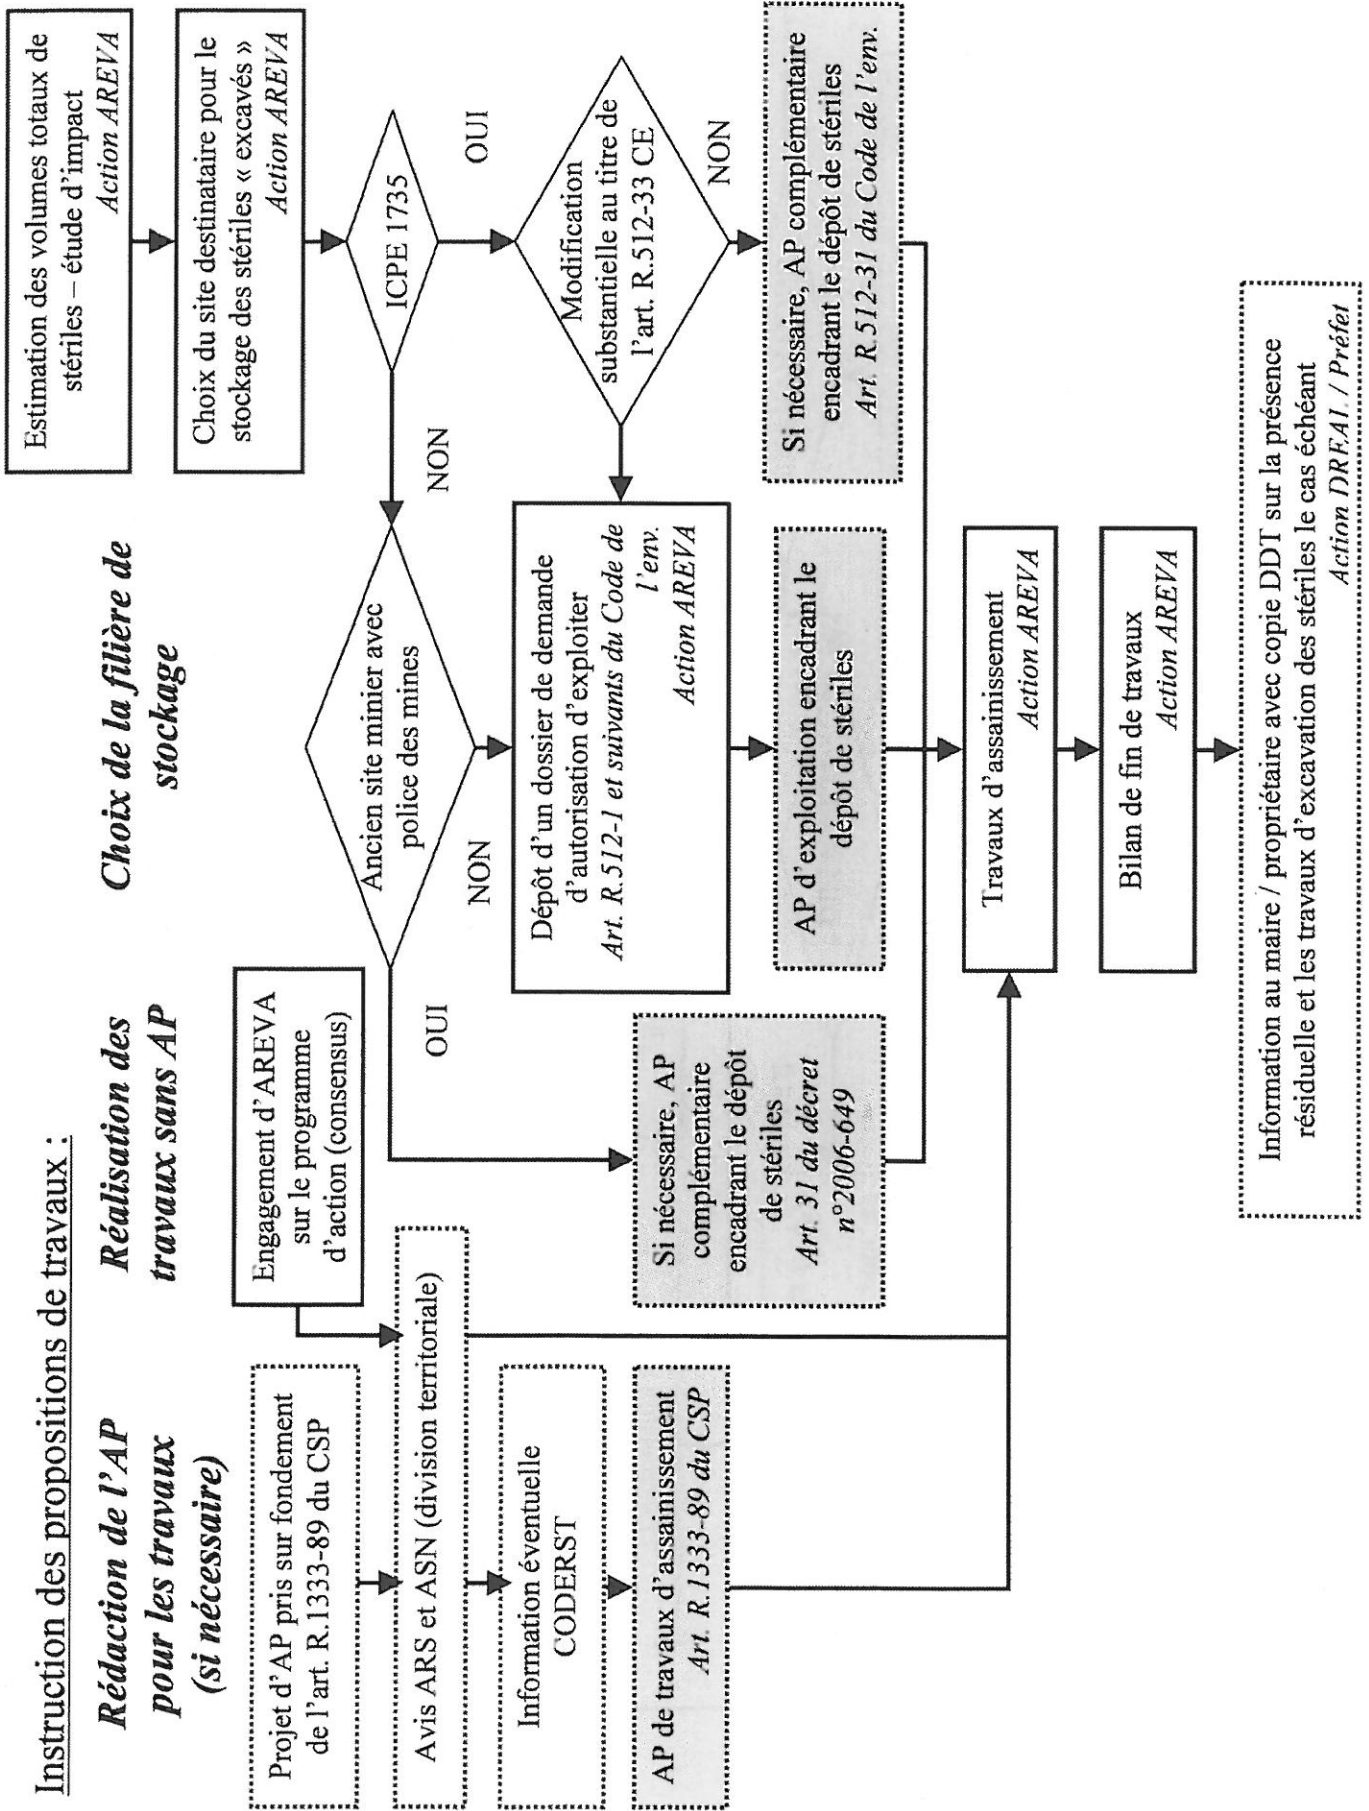 Instruction des propositions de travaux :
Rédaction de l'AP
pour les travaux
(si nécessaire)
Réalisation des
travaux sans AP
Choix de la filière de
stockage
Projet d'AP pris sur fondement
de l'art. R.1333-89 du CSP
Avis ARS et ASN (division territoriale)
Information éventuelle
CODERST
AP de travaux d'assainissement
Art. R.1333-89 du CSP
Engagement d'AREVA
sur le programme
d'action (consensus)
Estimation des volumes totaux de
stériles – étude d'impact
Action AREVA
Choix du site destinataire pour le
stockage des stériles « excavés »
Action AREVA
ICPE 1735
NON
OUI
Ancien site minier avec
police des mines
OUI
NON
Modification
substantielle au titre de
l'art. R.512-33 CE
NON
Dépôt d'un dossier de demande
d'autorisation d'exploiter
Art. R.512-1 et suivants du Code de
l'env.
Action AREVA
Si nécessaire, AP
complémentaire
encadrant le dépôt
de stériles
Art. 31 du décret
n°2006-649
AP d'exploitation encadrant le
dépôt de stériles
Si nécessaire, AP complémentaire
encadrant le dépôt de stériles
Art. R.512-31 du Code de l'env.
Travaux d'assainissement
Action AREVA
Bilan de fin de travaux
Action AREVA
Information au maire / propriétaire avec copie DDT sur la présence
résiduelle et les travaux d'excavation des stériles le cas échéant
Action DREAL / Préfet